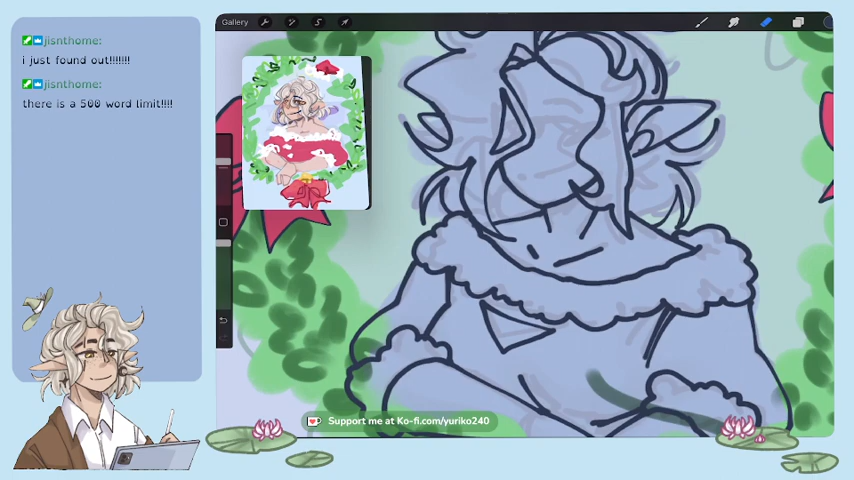 jisnthome:
i just found out!!!!!!!
jisnthome:
there is a 500 word limit!!!!
Gallery
Support me at Ko-fi.com/yuriko240